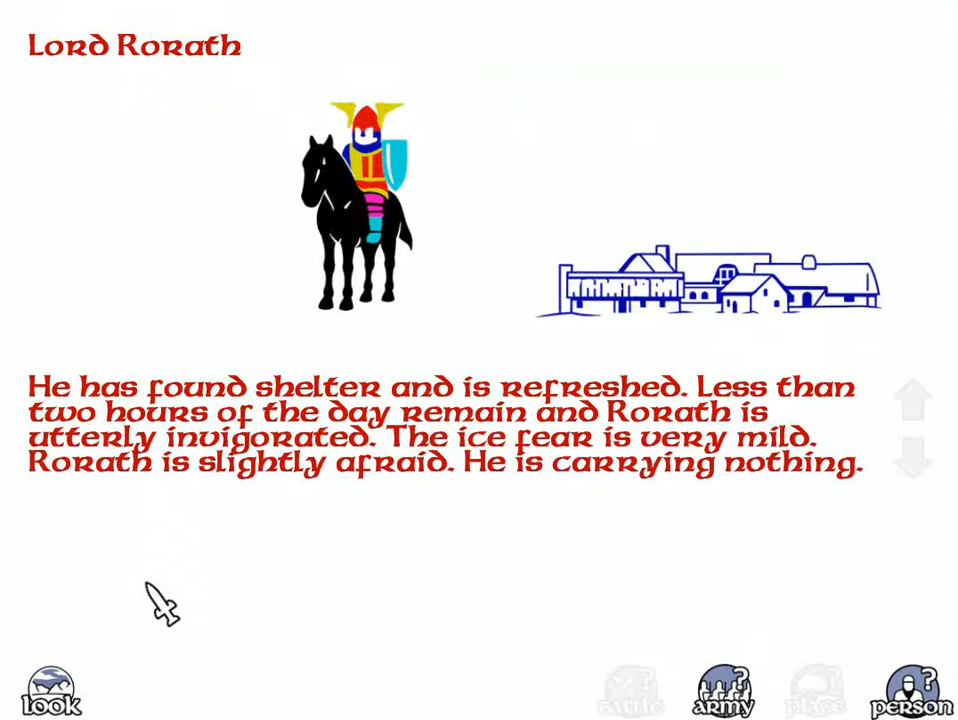 Lord Rorath
He has found shelter and is refreshed. Less than
two hours of the day remain and Rorath is
utterly invigorated. The ice fear is very mild.
Rorath is slightly afraid. He is carrying nothing.
look
battle
army
place
person